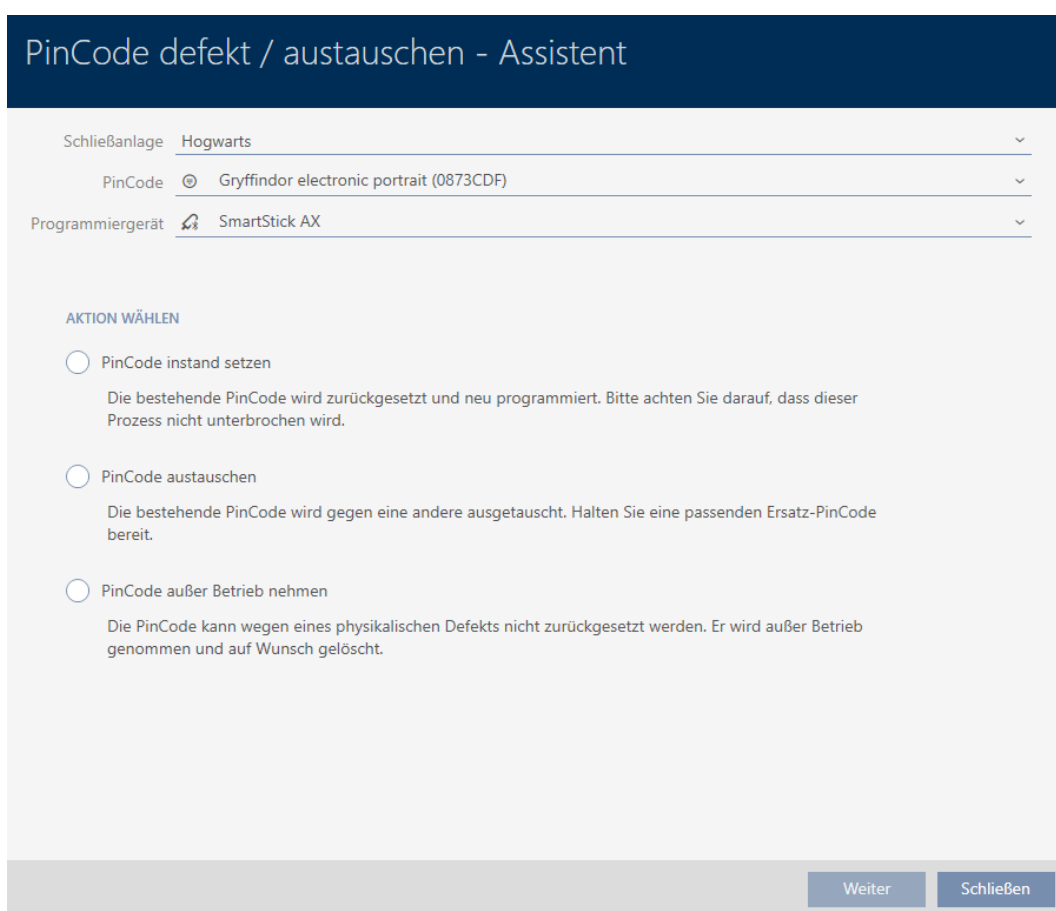 PinCode defekt / austauschen - Assistent
Schließanlage Hogwarts
PinCode Gryffindor electronic portrait (0873CDF)
Programmiergerät SmartStick AX
AKTION WÄHLEN
PinCode instand setzen
Die bestehende PinCode wird zurückgesetzt und neu programmiert. Bitte achten Sie darauf, dass dieser
Prozess nicht unterbrochen wird.
PinCode austauschen
Die bestehende PinCode wird gegen eine andere ausgetauscht. Halten Sie eine passenden Ersatz-PinCode
bereit.
PinCode außer Betrieb nehmen
Die PinCode kann wegen eines physikalischen Defekts nicht zurückgesetzt werden. Er wird außer Betrieb
genommen und auf Wunsch gelöscht.
Weiter Schließen